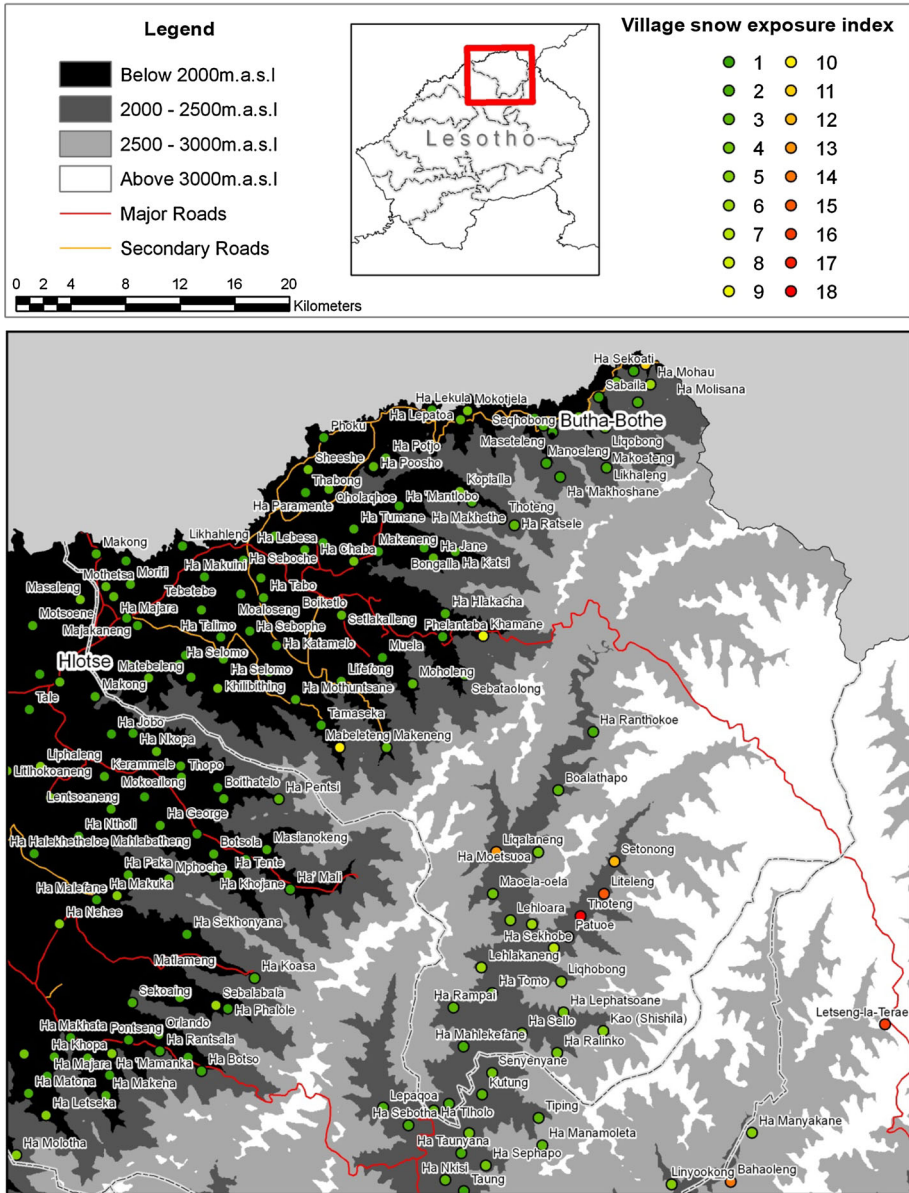 Legend
Below 2000m.a.s.l
2000 - 2500m.a.s.l
2500 - 3000m.a.s.l
Above 3000m.a.s.l
Major Roads
Secondary Roads
0 4 8 12 16 20
Kilometers
Lesotho
Village snow exposure index
1 10
2 11
3 12
4 13
5 14
6 15
7 16
8 17
9 18
Ha Sekoati
Ha Mohau
Sabaila
Ha Molisana
Ha Lekula
Mokotjela
Ha Lepatoa
Seqhobong
Butha-Bothe
Phoku
Ha Potjo
Maseteleng
Liqobong
Manoeleng
Makoeteng
Sheeshe
Ha Poosho
Likhaleng
Thabong
Kopialla
Ha 'Makhoshane
Qholaqhoe
Ha 'Mantlobo
Ha Paramente
Thoteng
Ha Tumane
Ha Makhethe
Ha Ratsele
Likhahleng
Ha Lebesa
Makong
Ha Chaba
Makeneng
Ha Jane
Ha Seboche
Bongalla
Ha Katsi
Ha Makuini
Mothetsa
Morifi
Masaleng
Tebetebe
Ha Tabo
Motsoene
Ha Majara
Moaloseng
Boiketlo
Ha Hlakacha
Majakaneng
Ha Talimo
Ha Sebophe
Setlakalleng
Phelantaba
Khamane
Ha Katamelo
Muela
Hlotse
Matebeleng
Ha Selomo
Ha Selomo
Lifefong
Moholeng
Makong
Khilibithing
Ha Mothuntsane
Sebataolong
Tale
Tamaseka
Ha Jobo
Mabeleteng
Makeneng
Ha Ranthokoe
Ha Nkopa
Liphaleng
Kerammele
Thopo
Litlhokoaneng
Mokoallong
Boithatelo
Boalathapo
Lentsoaneng
Ha Pentsi
Ha George
Ha Ntholi
Ha Halekhetheloe
Mahlabatheng
Botsola
Masianokeng
Liqalaneng
Setonong
Ha Moetsuoa
Ha Paka
Mphoche
Ha Tente
Ha' Mali
Ha Malefane
Ha Makuka
Ha Khojane
Maoela-oela
Liteleng
Ha Nehee
Lehloara
Thoteng
Ha Sekhonyana
Patuoe
Ha Sekhobe
Matlameng
Lehlakaneng
Ha Koasa
Liqhobong
Sekoaing
Sebalabala
Ha Tomo
Ha Rampai
Ha Phalole
Ha Lephatsoane
Letseng-la-Terae
Ha Makhata
Pontseng
Orlando
Ha Sello
Kao (Shishila)
Ha Khopa
Ha Rantsala
Ha Mahlekefane
Ha Ralinko
Ha Majara
Ha 'Mamanka
Ha Botso
Senyenyane
Ha Matona
Ha Makena
Kutung
Ha Letseka
Lepaqoa
Ha Sebotha
Ha Tlholo
Tiping
Ha Manyakane
Ha Molotha
Ha Taunyana
Ha Manamoleta
Ha Sephapo
Ha Nkisi
Taung
Linyookong
Bahaoleng